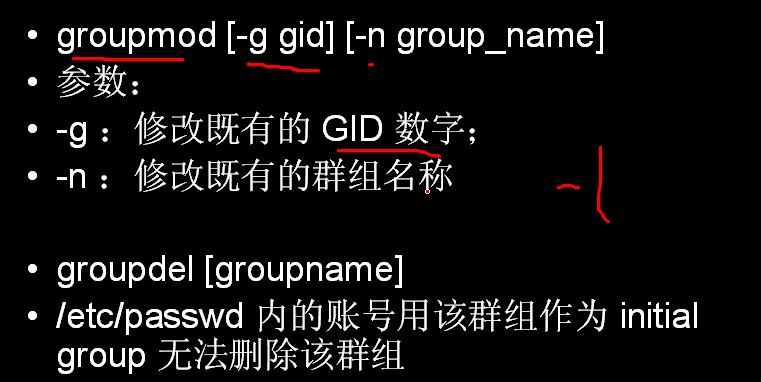 • groupmod [-g gid] [-n group_name]
• 参数：
• -g ：修改既有的 GID 数字；
• -n ：修改既有的群组名称
-l
• groupdel [groupname]
• /etc/passwd 内的账号用该群组作为 initial
group 无法删除该群组